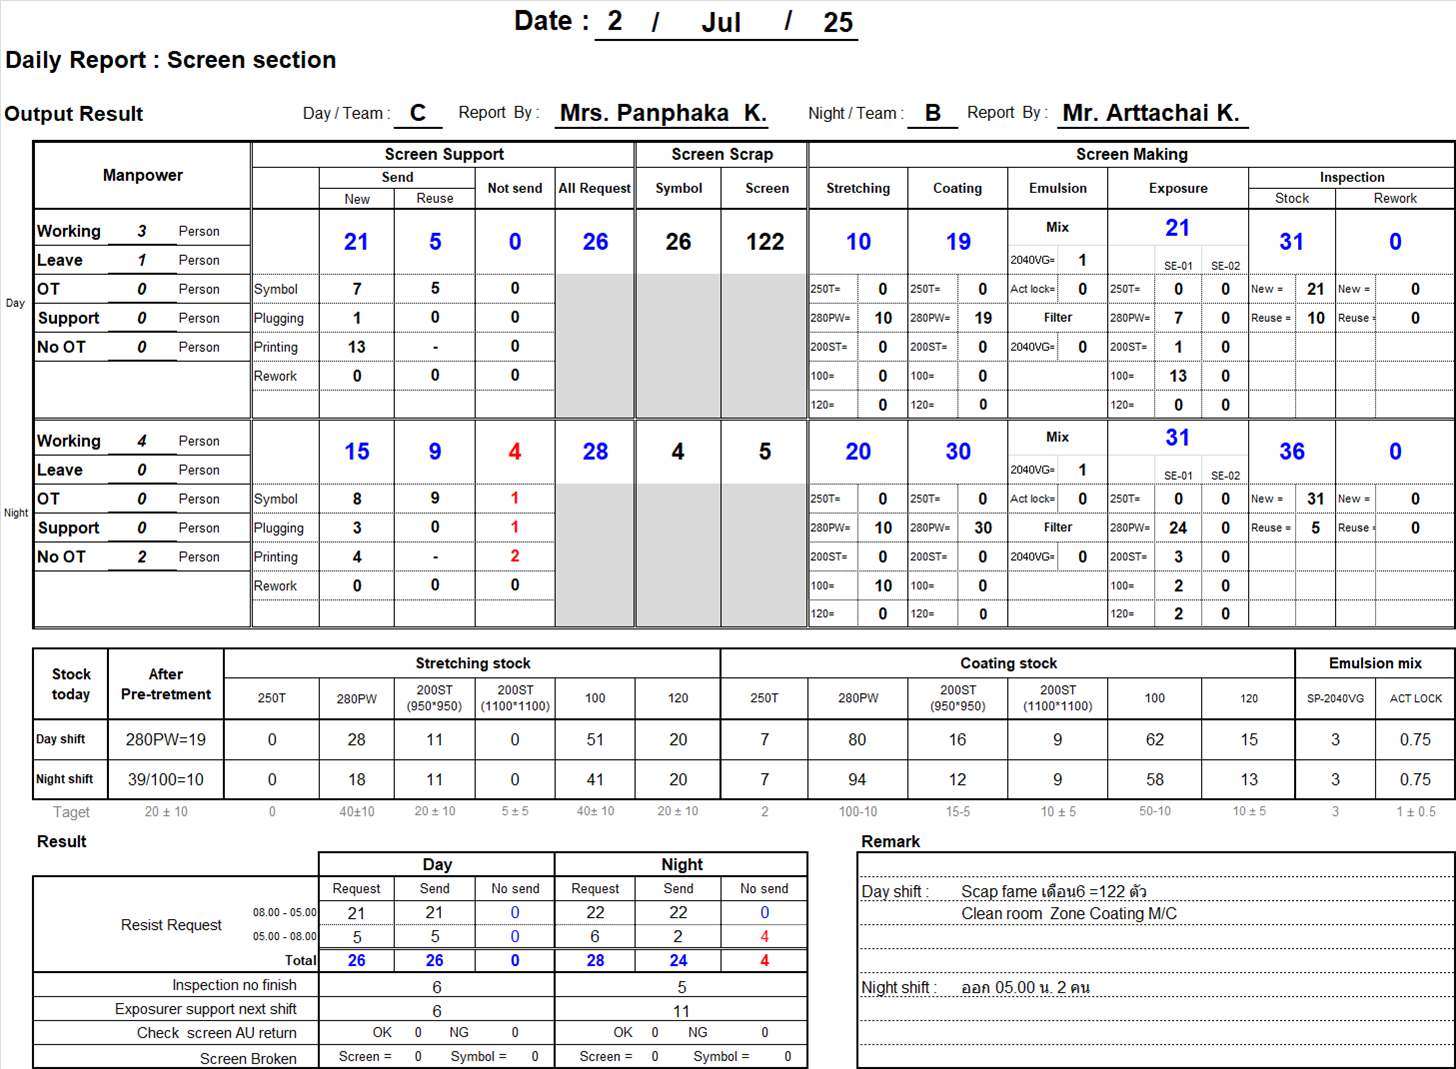 Date : 2 / Jul / 25
Daily Report : Screen section
Output Result Day / Team : C Report By : Mrs. Panphaka K. Night / Team : B Report By : Mr. Arttachai K.
Manpower Screen Support Screen Scrap Screen Making
Send Not send All Request Symbol Screen Stretching Coating Emulsion Exposure Inspection
New Reuse Stock Rework
Day
Working 3 Person 21 5 0 26 26 122 10 19 Mix 21 31 0
Leave 1 Person 2040VG= 1 SE-01 SE-02
OT 0 Person Symbol 7 5 0 250T= 0 250T= 0 Act lock= 0 250T= 0 0 New = 21 New = 0
Support 0 Person Plugging 1 0 0 280PW= 10 280PW= 19 Filter 280PW= 7 0 Reuse = 10 Reuse = 0
No OT 0 Person Printing 13 - 0 200ST= 0 200ST= 0 2040VG= 0 200ST= 1 0
Rework 0 0 0 100= 0 100= 0 100= 13 0
120= 0 120= 0 120= 0 0
Night
Working 4 Person 15 9 4 28 4 5 20 30 Mix 31 36 0
Leave 0 Person 2040VG= 1 SE-01 SE-02
OT 0 Person Symbol 8 9 1 250T= 0 250T= 0 Act lock= 0 250T= 0 0 New = 31 New = 0
Support 0 Person Plugging 3 0 1 280PW= 10 280PW= 30 Filter 280PW= 24 0 Reuse = 5 Reuse = 0
No OT 2 Person Printing 4 - 2 200ST= 0 200ST= 0 2040VG= 0 200ST= 3 0
Rework 0 0 0 100= 10 100= 0 100= 2 0
120= 0 120= 0 120= 2 0
Stock today After Pre-tretment Stretching stock Coating stock Emulsion mix
250T 280PW 200ST (950*950) 200ST (1100*1100) 100 120 250T 280PW 200ST (950*950) 200ST (1100*1100) 100 120 SP-2040VG ACT LOCK
Day shift 280PW=19 0 28 11 0 51 20 7 80 16 9 62 15 3 0.75
Night shift 39/100=10 0 18 11 0 41 20 7 94 12 9 58 13 3 0.75
Taget 20 ± 10 0 40±10 20 ± 10 5 ± 5 40± 10 20 ± 10 2 100-10 15-5 10 ± 5 50-10 10 ± 5 3 1 ± 0.5
Result
Day Night
Request Send No send Request Send No send
Resist Request
08.00 - 05.00 21 21 0 22 22 0
05.00 - 08.00 5 5 0 6 2 4
Total 26 26 0 28 24 4
Inspection no finish 6 5
Exposurer support next shift 6 11
Check screen AU return OK 0 NG 0 OK 0 NG 0
Screen Broken Screen = 0 Symbol = 0 Screen = 0 Symbol = 0
Remark
Day shift : Scap fame เดือน6 =122 ตัว
Clean room Zone Coating M/C
Night shift : ออก 05.00 น. 2 คน